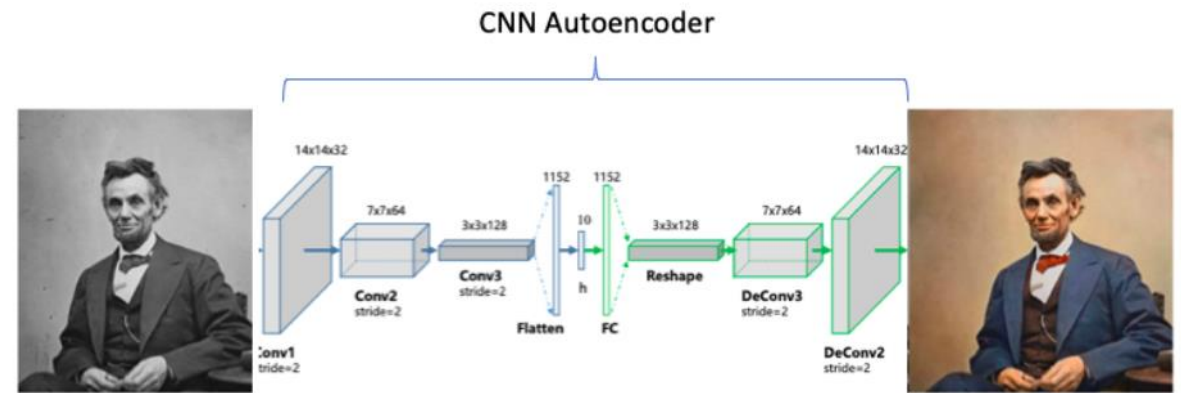 CNN Autoencoder
14x14x32
7x7x64
3x3x128
1152
10
1152
3x3x128
7x7x64
14x14x32
Conv1
tride=2
Conv2
stride=2
Conv3
stride=2
Flatten
h
FC
Reshape
DeConv3
stride=2
DeConv2
stride=2